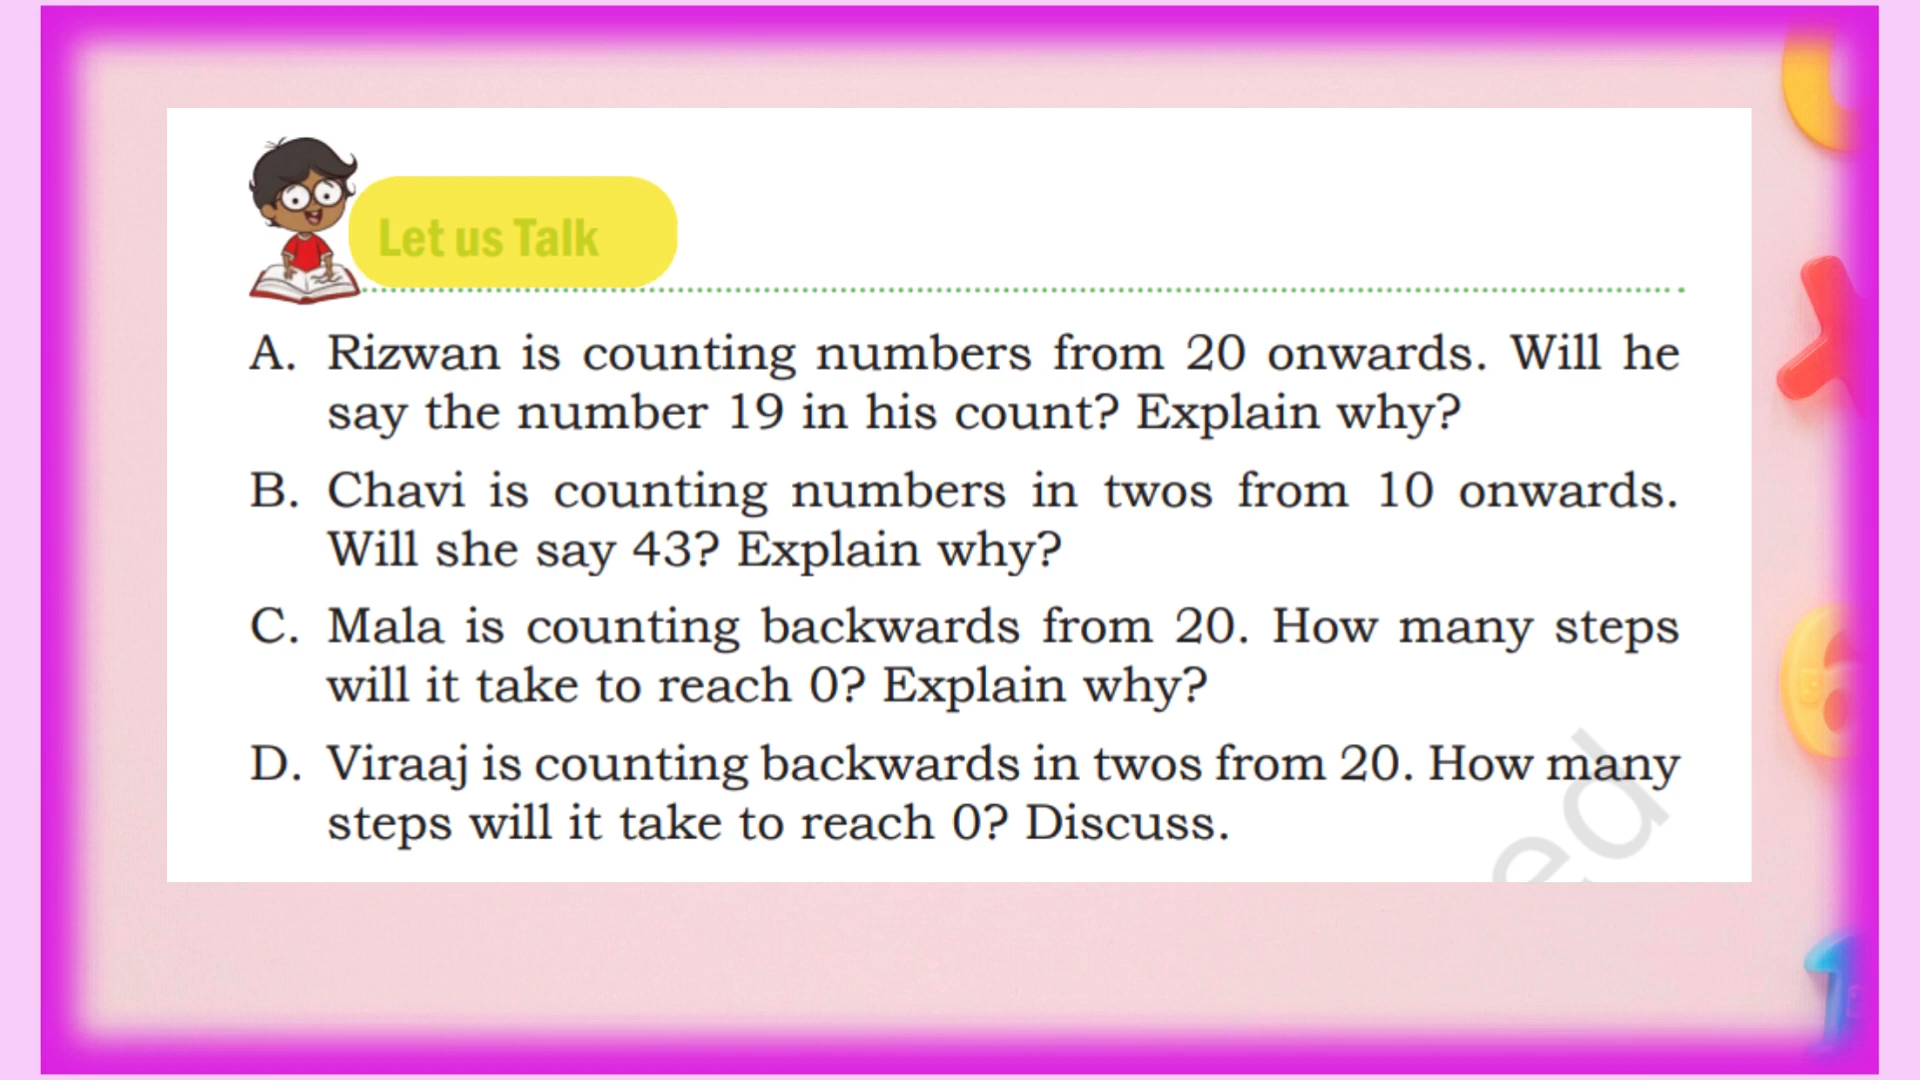 Let us Talk
A. Rizwan is counting numbers from 20 onwards. Will he
say the number 19 in his count? Explain why?
B. Chavi is counting numbers in twos from 10 onwards.
Will she say 43? Explain why?
C. Mala is counting backwards from 20. How many steps
will it take to reach 0? Explain why?
D. Viraaj is counting backwards in twos from 20. How many
steps will it take to reach 0? Discuss.
ed
6
1